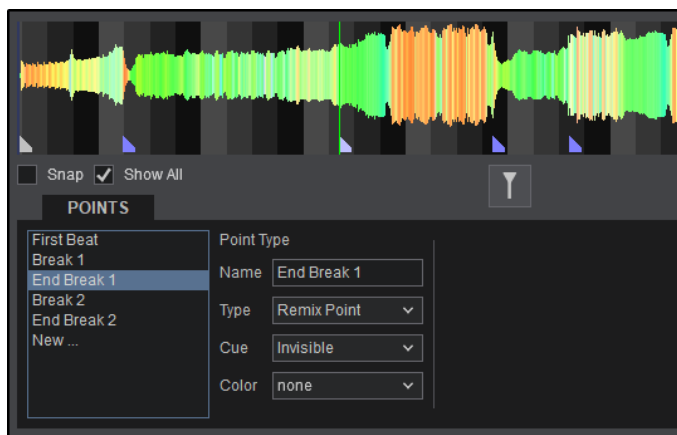 Snap Show All
POINTS
First Beat
Break 1
End Break 1
Break 2
End Break 2
New ...
Point Type
Name End Break 1
Type Remix Point
Cue Invisible
Color none